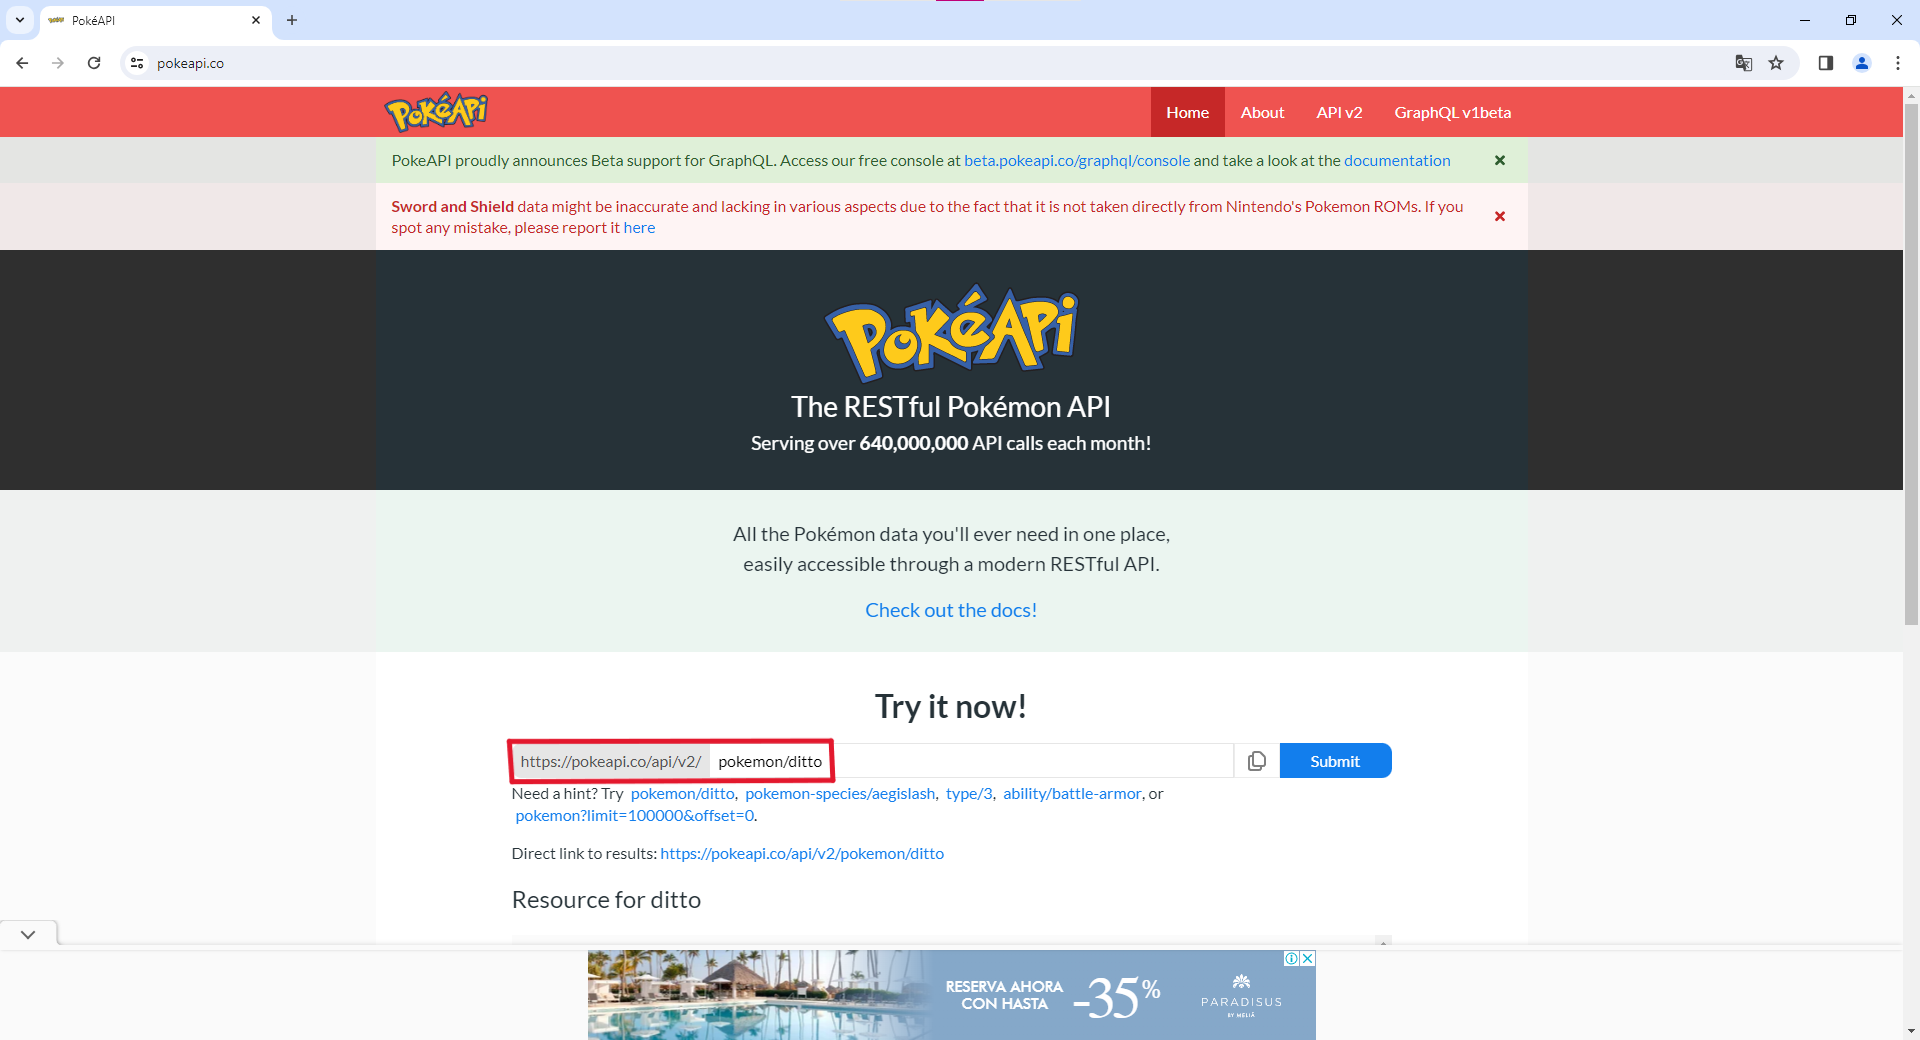 PokéAPI
pokeapi.co
PokéAPi
Home
About
API v2
GraphQL v1beta
PokeAPI proudly announces Beta support for GraphQL. Access our free console at beta.pokeapi.co/graphql/console and take a look at the documentation
Sword and Shield data might be inaccurate and lacking in various aspects due to the fact that it is not taken directly from Nintendo's Pokemon ROMs. If you
spot any mistake, please report it here
PokéAPi
The RESTful Pokémon API
Serving over 640,000,000 API calls each month!
All the Pokémon data you'll ever need in one place,
easily accessible through a modern RESTful API.
Check out the docs!
Try it now!
https://pokeapi.co/api/v2/ pokemon/ditto
Submit
Need a hint? Try pokemon/ditto, pokemon-species/aegislash, type/3, ability/battle-armor, or
pokemon?limit=100000&offset=0.
Direct link to results: https://pokeapi.co/api/v2/pokemon/ditto
Resource for ditto
RESERVA AHORA
CON HASTA
-35%
PARADISUS
BY MELIÁ